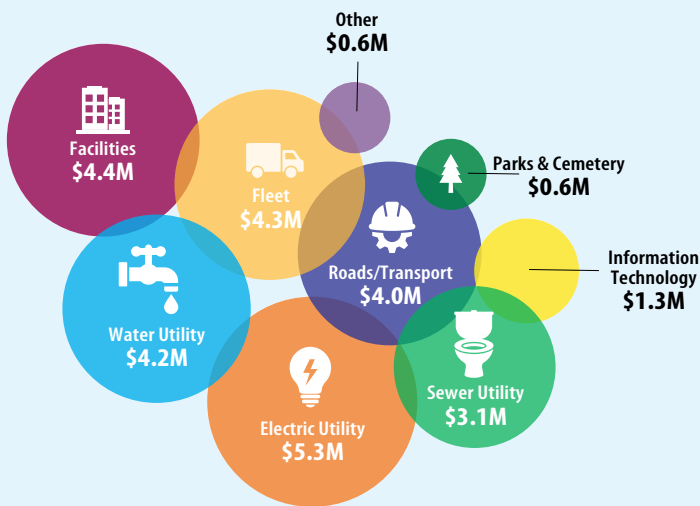 Other
$0.6M
Facilities
$4.4M
Fleet
$4.3M
Parks & Cemetery
$0.6M
Roads/Transport
$4.0M
Information
Technology
$1.3M
Water Utility
$4.2M
Sewer Utility
$3.1M
Electric Utility
$5.3M